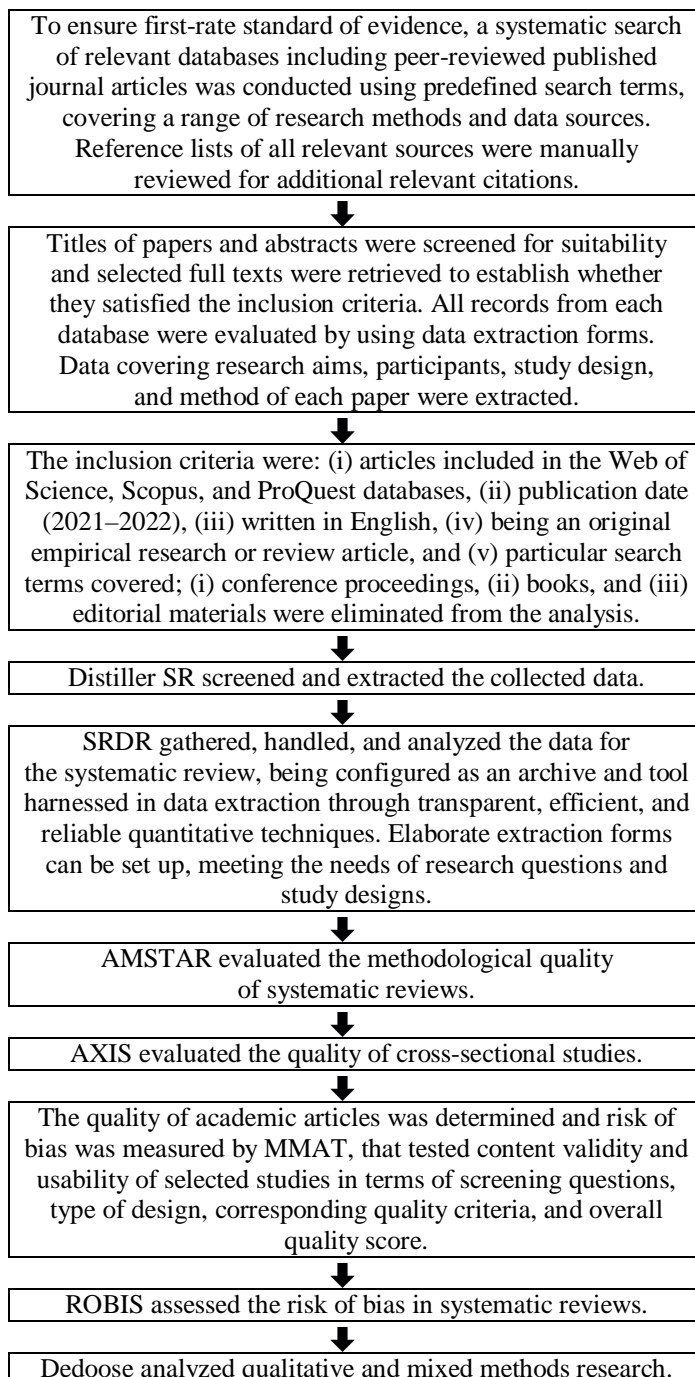 To ensure first-rate standard of evidence, a systematic search
of relevant databases including peer-reviewed published
journal articles was conducted using predefined search terms,
covering a range of research methods and data sources.
Reference lists of all relevant sources were manually
reviewed for additional relevant citations.
Titles of papers and abstracts were screened for suitability
and selected full texts were retrieved to establish whether
they satisfied the inclusion criteria. All records from each
database were evaluated by using data extraction forms.
Data covering research aims, participants, study design,
and method of each paper were extracted.
The inclusion criteria were: (i) articles included in the Web of
Science, Scopus, and ProQuest databases, (ii) publication date
(2021–2022), (iii) written in English, (iv) being an original
empirical research or review article, and (v) particular search
terms covered; (i) conference proceedings, (ii) books, and (iii)
editorial materials were eliminated from the analysis.
Distiller SR screened and extracted the collected data.
SRDR gathered, handled, and analyzed the data for
the systematic review, being configured as an archive and tool
harnessed in data extraction through transparent, efficient, and
reliable quantitative techniques. Elaborate extraction forms
can be set up, meeting the needs of research questions and
study designs.
AMSTAR evaluated the methodological quality
of systematic reviews.
AXIS evaluated the quality of cross-sectional studies.
The quality of academic articles was determined and risk of
bias was measured by MMAT, that tested content validity and
usability of selected studies in terms of screening questions,
type of design, corresponding quality criteria, and overall
quality score.
ROBIS assessed the risk of bias in systematic reviews.
Dedoose analyzed qualitative and mixed methods research.